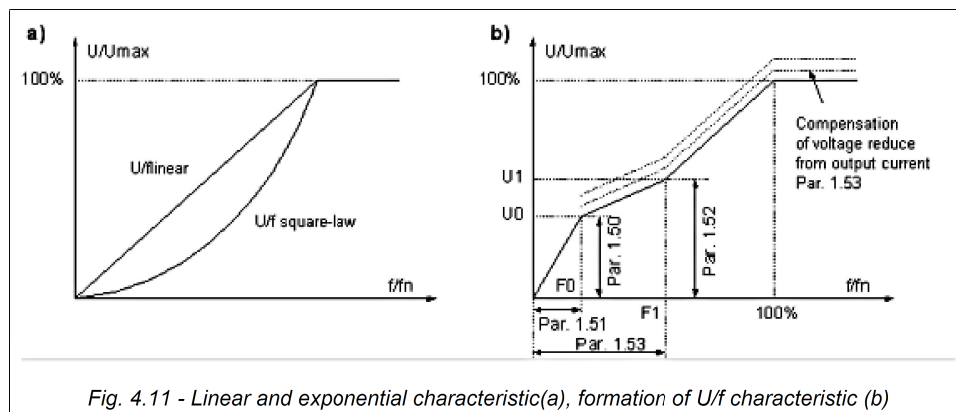 a)
U/Umax
100%
U/flinear
U/f square-law
f/fn
b)
U/Umax
100%
Compensation
of voltage reduce
from output current
Par. 1.53
U1
U0
Par. 1.50
Par. 1.52
F0
f/fn
Par. 1.51
F1
100%
Par. 1.53
Fig. 4.11 - Linear and exponential characteristic(a), formation of U/f characteristic (b)